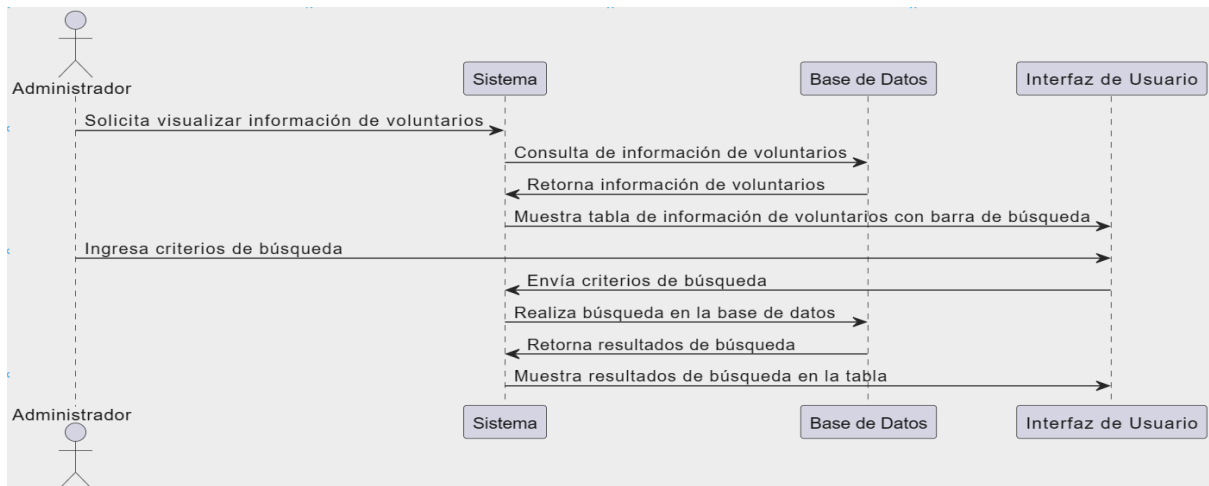 Administrador
Sistema
Base de Datos
Interfaz de Usuario
Solicita visualizar información de voluntarios
Consulta de información de voluntarios
Retorna información de voluntarios
Muestra tabla de información de voluntarios con barra de búsqueda
Ingresa criterios de búsqueda
Envía criterios de búsqueda
Realiza búsqueda en la base de datos
Retorna resultados de búsqueda
Muestra resultados de búsqueda en la tabla
Administrador
Sistema
Base de Datos
Interfaz de Usuario